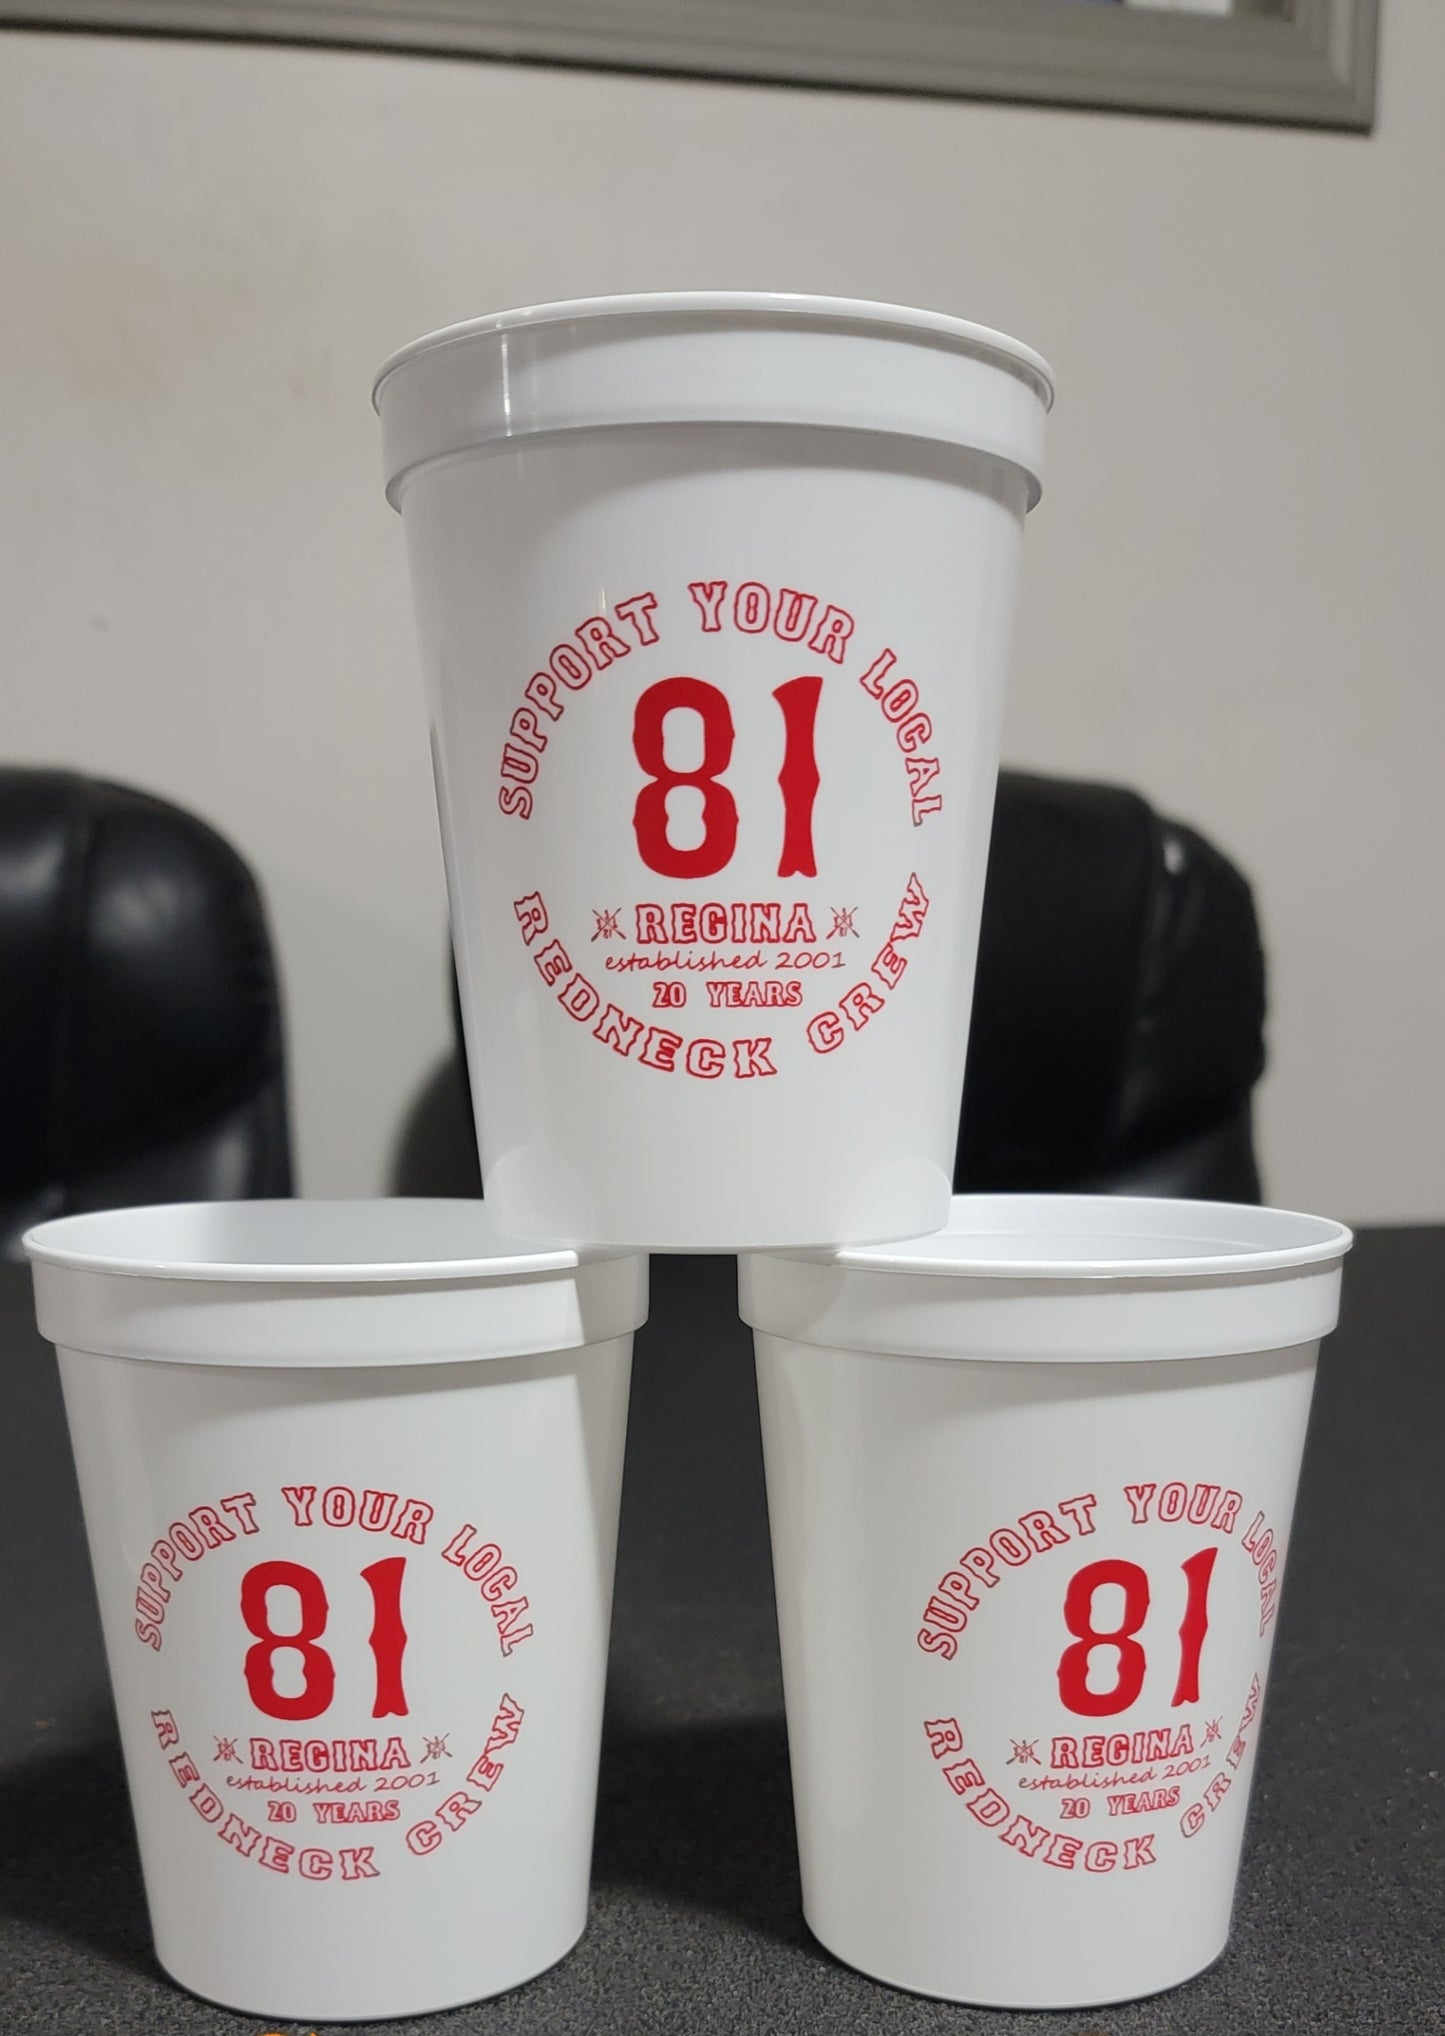 SUPPORT YOUR LOCAL
81
REGINA
established 2001
20 YEARS
REDNECK CREW
SUPPORT YOUR LOCAL
81
REGINA
established 2001
20 YEARS
REDNECK CREW
SUPPORT YOUR LOCAL
81
REGINA
established 2001
20 YEARS
REDNECK CREW